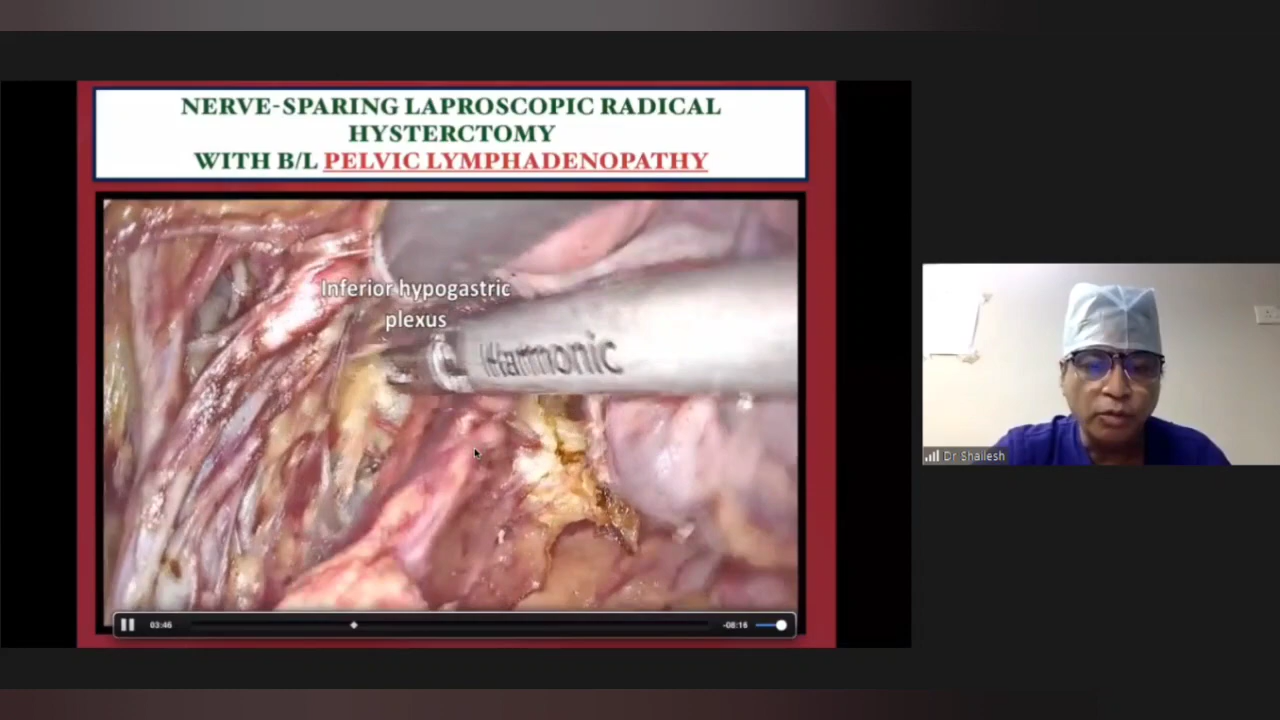 NERVE-SPARING LAPROSCOPIC RADICAL
HYSTERCTOMY
WITH B/L PELVIC LYMPHADENOPATHY
Inferior hypogastric
plexus
Harmonic
03:46
-08:16
Dr Shailesh